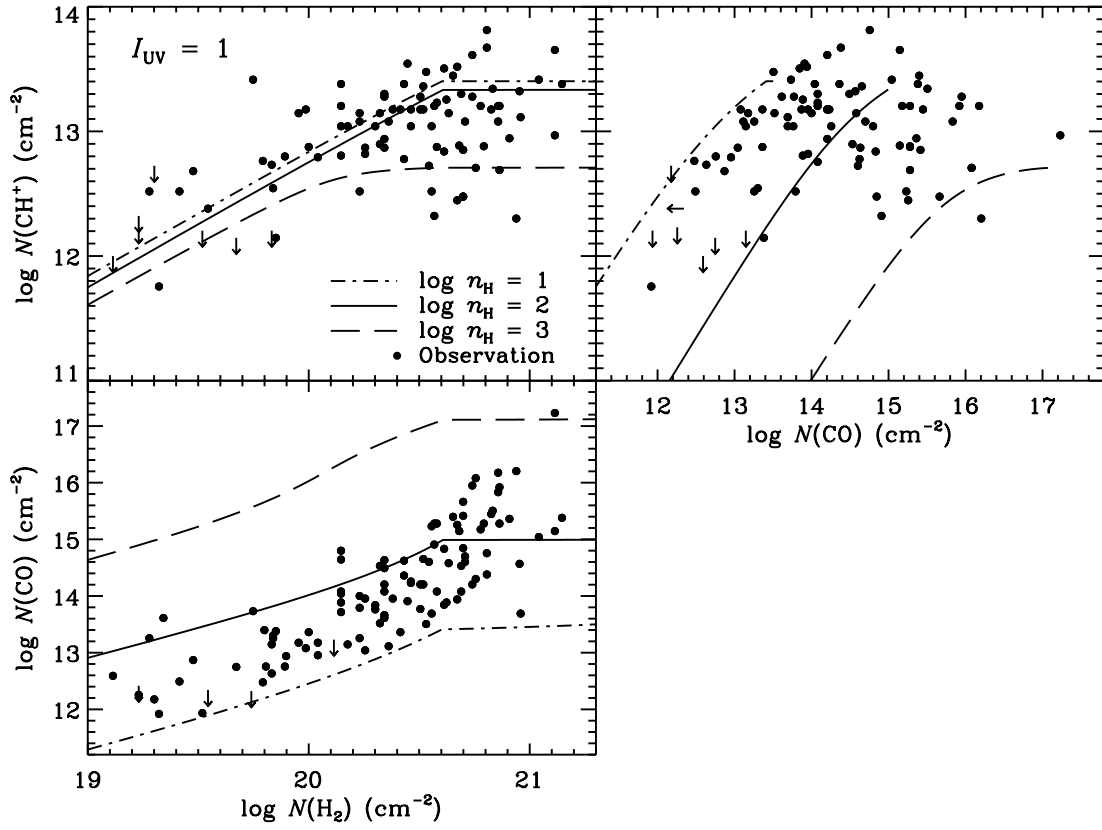 14
13
12
11
log N(CH⁺) (cm⁻²)
I_UV = 1
log n_H = 1
log n_H = 2
log n_H = 3
Observation
12 13 14 15 16 17
log N(CO) (cm⁻²)
17
16
15
14
13
12
log N(CO) (cm⁻²)
19 20 21
log N(H₂) (cm⁻²)